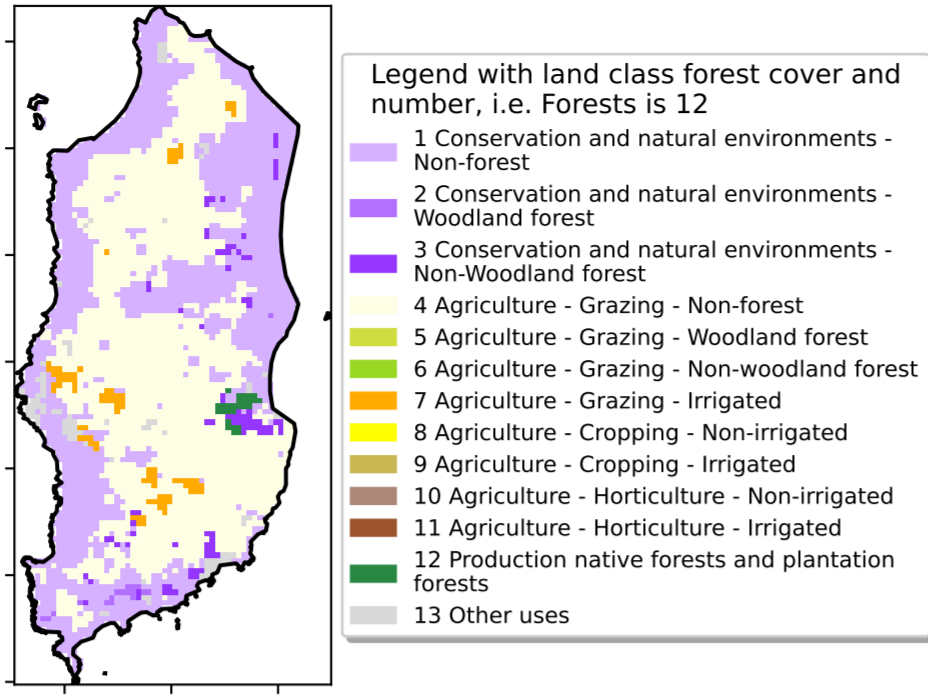 Legend with land class forest cover and
number, i.e. Forests is 12
1 Conservation and natural environments -
Non-forest
2 Conservation and natural environments -
Woodland forest
3 Conservation and natural environments -
Non-Woodland forest
4 Agriculture - Grazing - Non-forest
5 Agriculture - Grazing - Woodland forest
6 Agriculture - Grazing - Non-woodland forest
7 Agriculture - Grazing - Irrigated
8 Agriculture - Cropping - Non-irrigated
9 Agriculture - Cropping - Irrigated
10 Agriculture - Horticulture - Non-irrigated
11 Agriculture - Horticulture - Irrigated
12 Production native forests and plantation
forests
13 Other uses